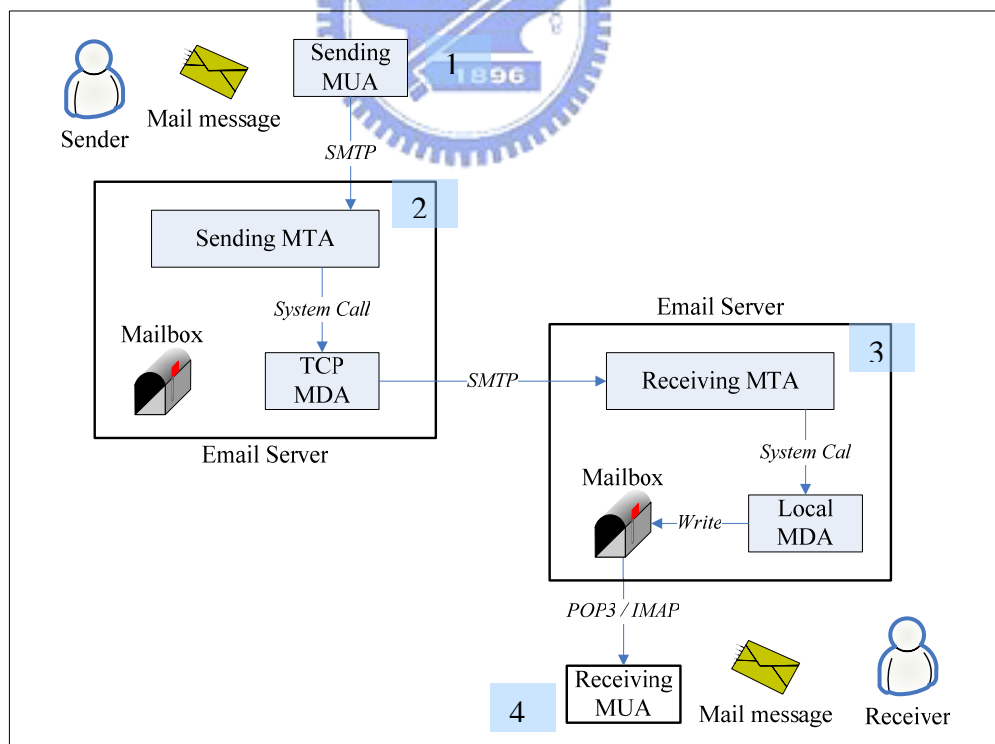 Sending
MUA
1
1896
Sender
Mail message
SMTP
2
Sending MTA
System Call
Mailbox
TCP
MDA
Email Server
SMTP
Email Server
3
Receiving MTA
System Cal
Mailbox
Local
MDA
Write
POP3 / IMAP
4
Receiving
MUA
Mail message
Receiver